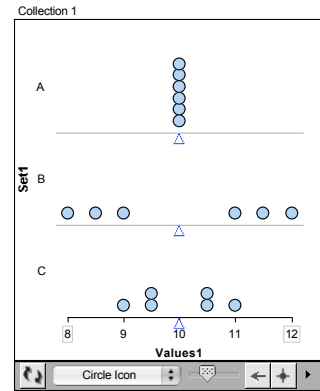 Collection 1
A
B
C
Set1
8 9 10 11 12
Values1
Circle Icon